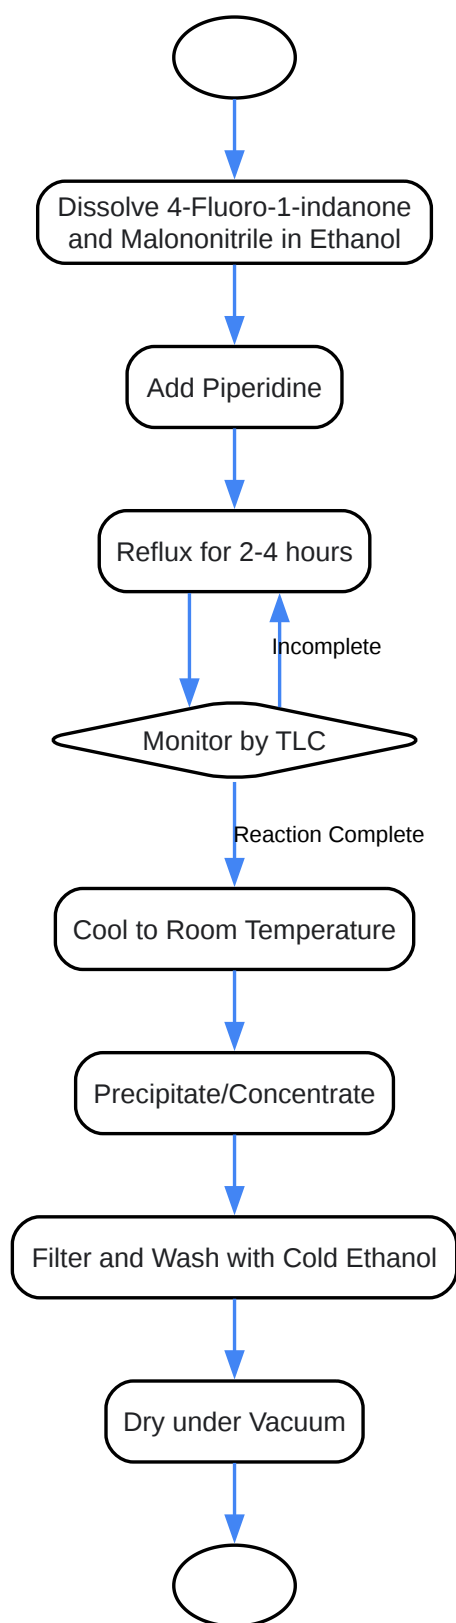 Dissolve 4-Fluoro-1-indanone
and Malononitrile in Ethanol
Add Piperidine
Reflux for 2-4 hours
Incomplete
Monitor by TLC
Reaction Complete
Cool to Room Temperature
Precipitate/Concentrate
Filter and Wash with Cold Ethanol
Dry under Vacuum